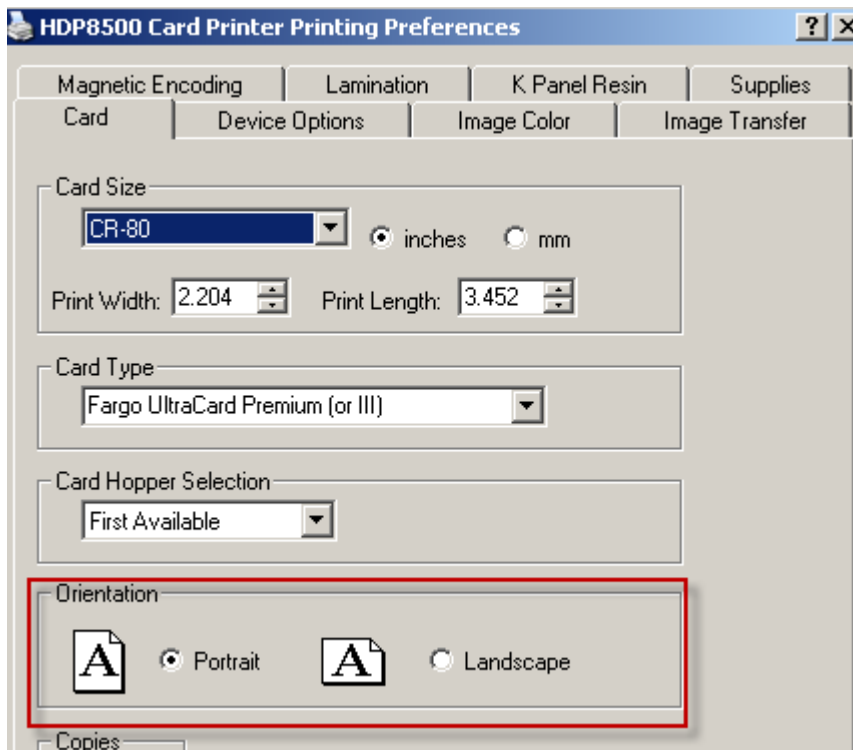 HDP8500 Card Printer Printing Preferences ? X
Magnetic Encoding Lamination K Panel Resin Supplies
Card Device Options Image Color Image Transfer
Card Size
CR-80 inches mm
Print Width: 2.204 Print Length: 3.452
Card Type
Fargo UltraCard Premium (or III)
Card Hopper Selection
First Available
Orientation
A Portrait A Landscape
Copies